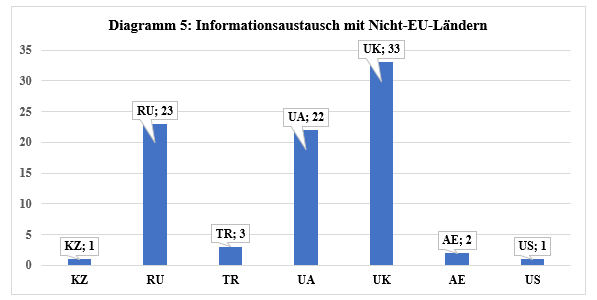 Diagramm 5: Informationsaustausch mit Nicht-EU-Ländern
35
30
25
20
15
10
5
0
KZ; 1
RU; 23
TR; 3
UA; 22
UK; 33
AE; 2
US; 1
KZ RU TR UA UK AE US